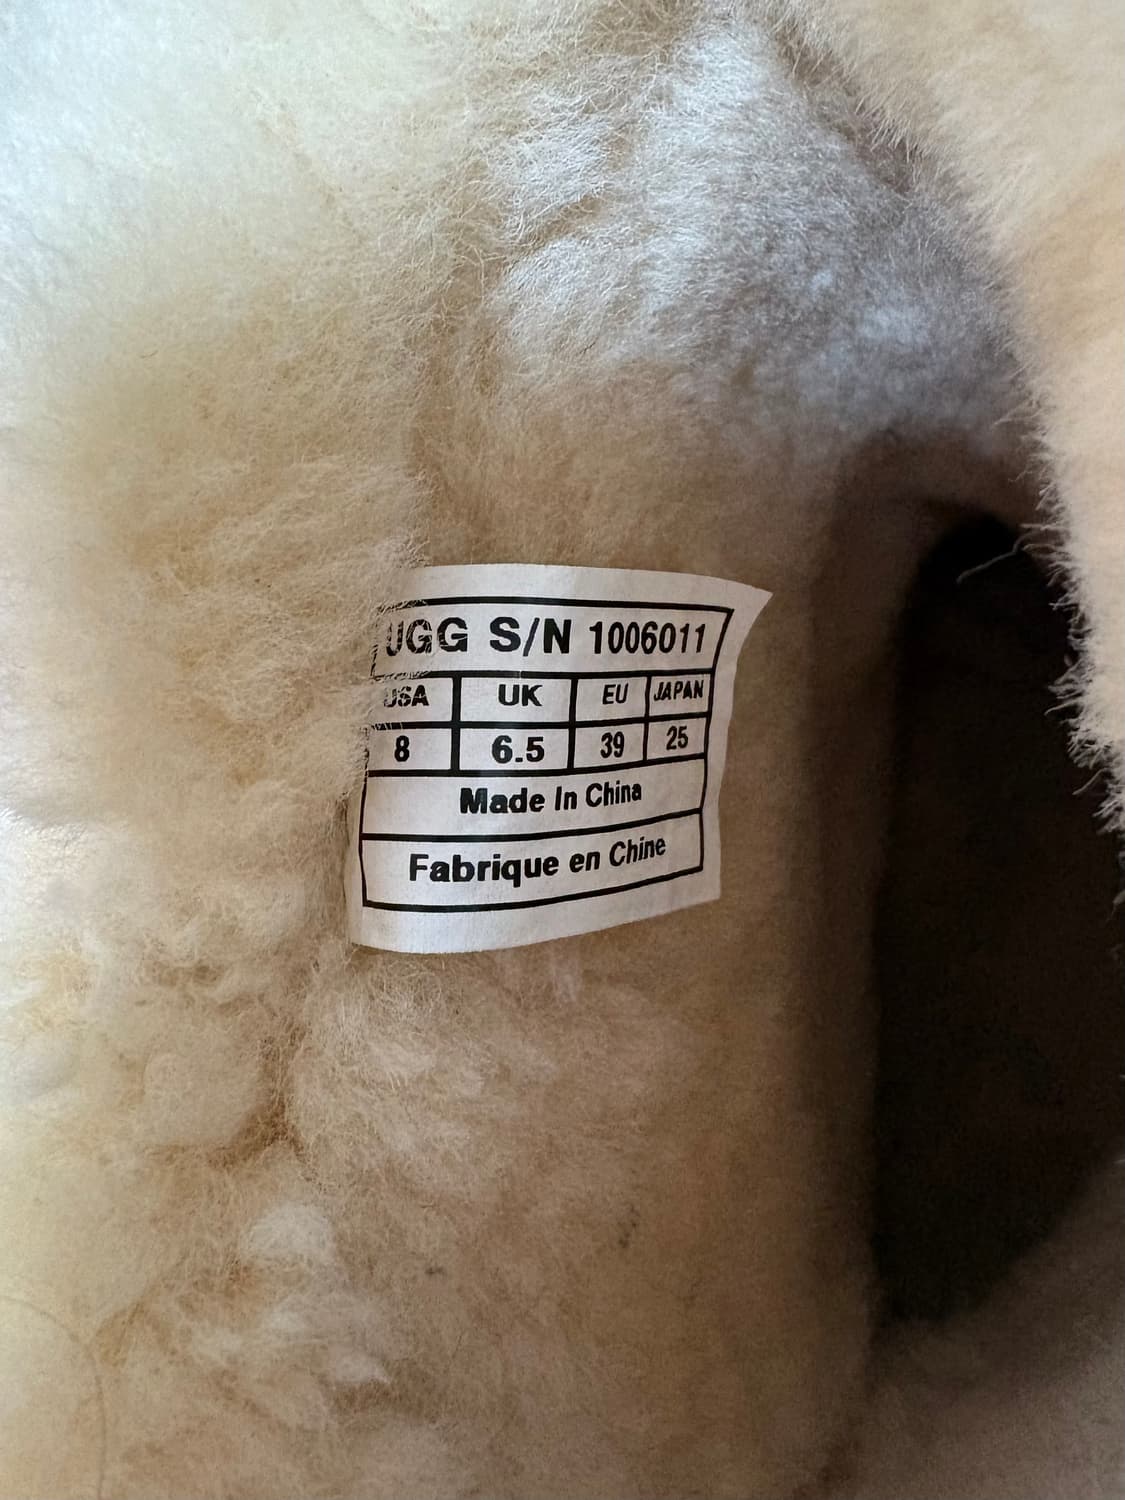 UGG S/N 1006011
USA UK EU JAPAN
8 6.5 39 25
Made In China
Fabrique en Chine